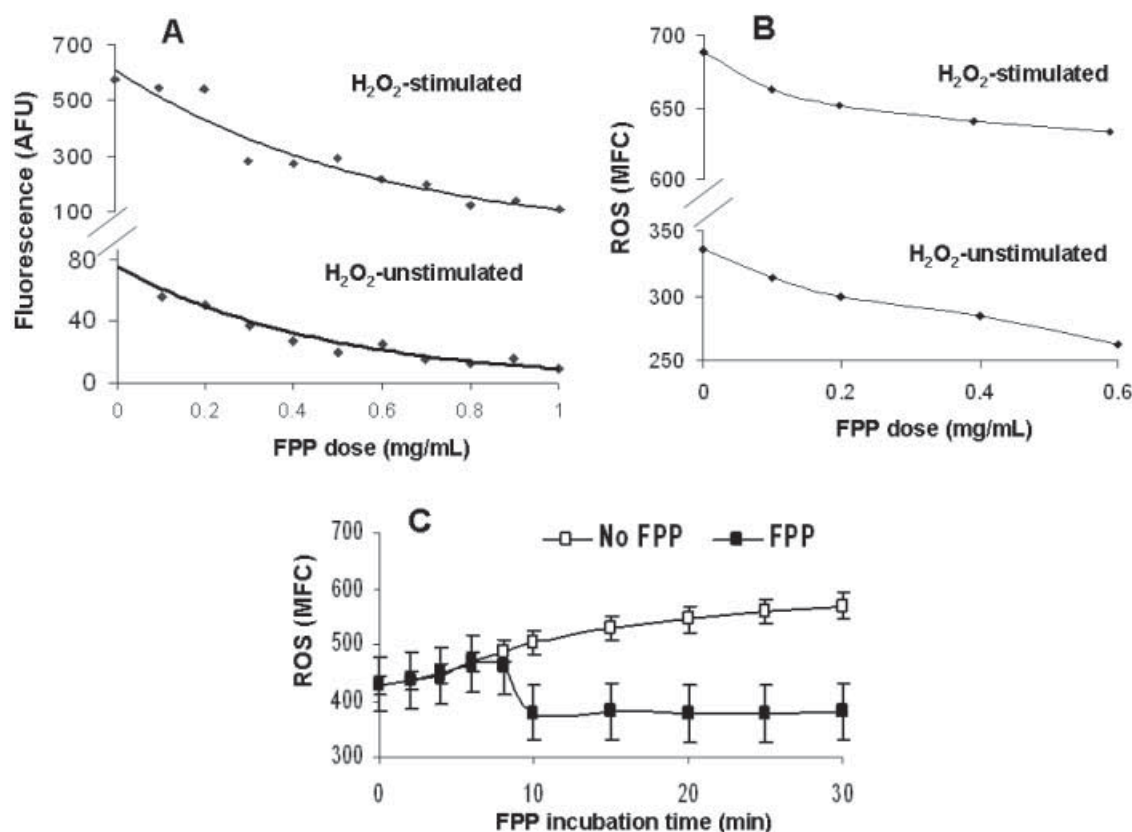 A
700
500
300
100
80
40
0
Fluorescence (AFU)
H₂O₂-stimulated
H₂O₂-unstimulated
0 0.2 0.4 0.6 0.8 1
FPP dose (mg/mL)
B
700
650
600
350
300
250
ROS (MFC)
H₂O₂-stimulated
H₂O₂-unstimulated
0 0.2 0.4 0.6
FPP dose (mg/mL)
C
No FPP FPP
700
600
500
400
300
ROS (MFC)
0 10 20 30
FPP incubation time (min)